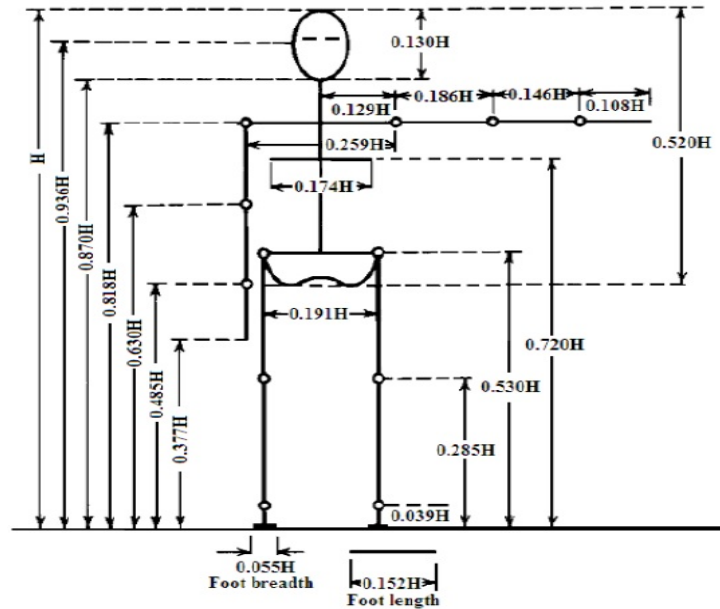 0.130H
0.186H
0.146H
0.108H
0.129H
0.259H
0.520H
0.174H
H
0.936H
0.870H
0.818H
0.630H
0.485H
0.377H
0.191H
0.720H
0.530H
0.285H
0.039H
0.055H
Foot breadth
0.152H
Foot length